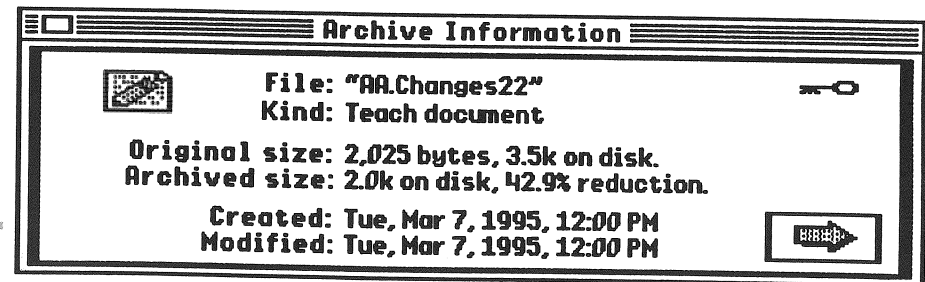 Archive Information
File: "AA.Changes22"
Kind: Teach document
Original size: 2,025 bytes, 3.5k on disk.
Archived size: 2.0k on disk, 42.9% reduction.
Created: Tue, Mar 7, 1995, 12:00 PM
Modified: Tue, Mar 7, 1995, 12:00 PM